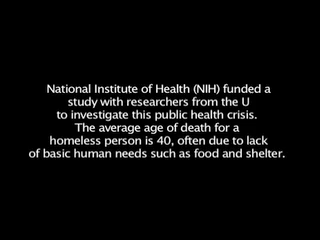 National Institute of Health (NIH) funded a
study with researchers from the U
to investigate this public health crisis.
The average age of death for a
homeless person is 40, often due to lack
of basic human needs such as food and shelter.